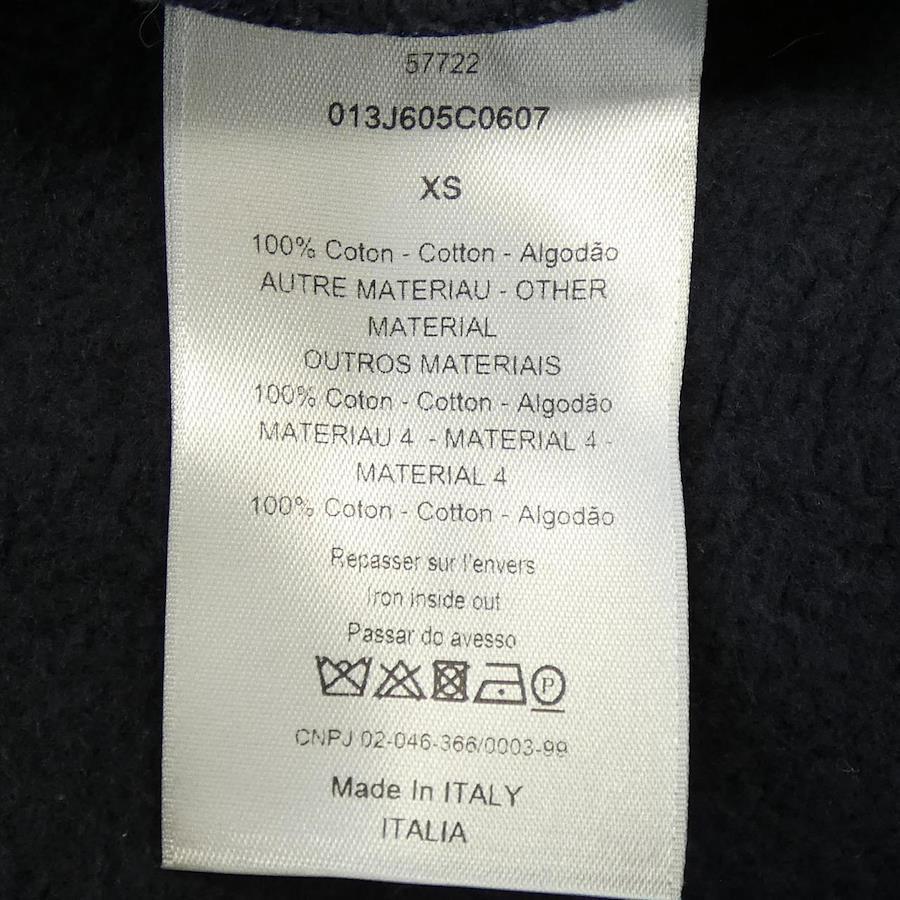 57722
013J605C0607
XS
100% Coton - Cotton - Algodão
AUTRE MATERIAU - OTHER
MATERIAL
OUTROS MATERIAIS
100% Coton - Cotton - Algodão
MATERIAU 4 - MATERIAL 4 -
MATERIAL 4
100% Coton - Cotton - Algodão
Repasser sur l'envers
Iron inside out
Passar do avesso
P
CNPJ 02-046-366/0003-99
Made In ITALY
ITALIA